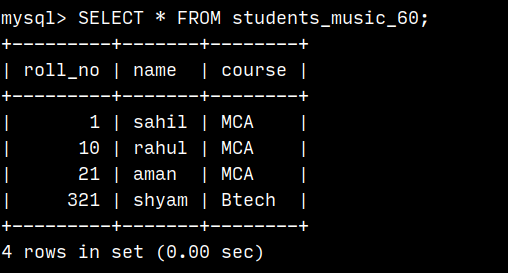 mysql> SELECT * FROM students_music_60;
+---------+-------+--------+
| roll_no | name  | course |
+---------+-------+--------+
|       1 | sahil | MCA    |
|      10 | rahul | MCA    |
|      21 | aman  | MCA    |
|     321 | shyam | Btech  |
+---------+-------+--------+
4 rows in set (0.00 sec)